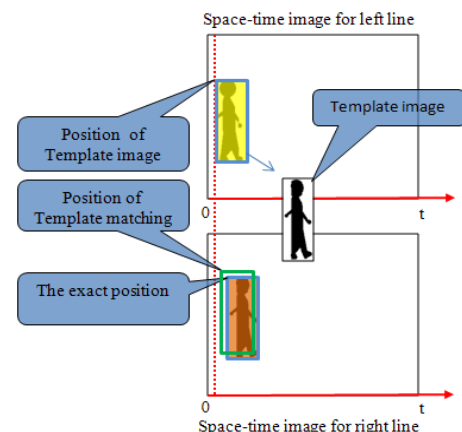 Space-time image for left line
Template image
Position of
Template image
Position of
Template matching
0
t
The exact position
0
t
Space-time image for right line